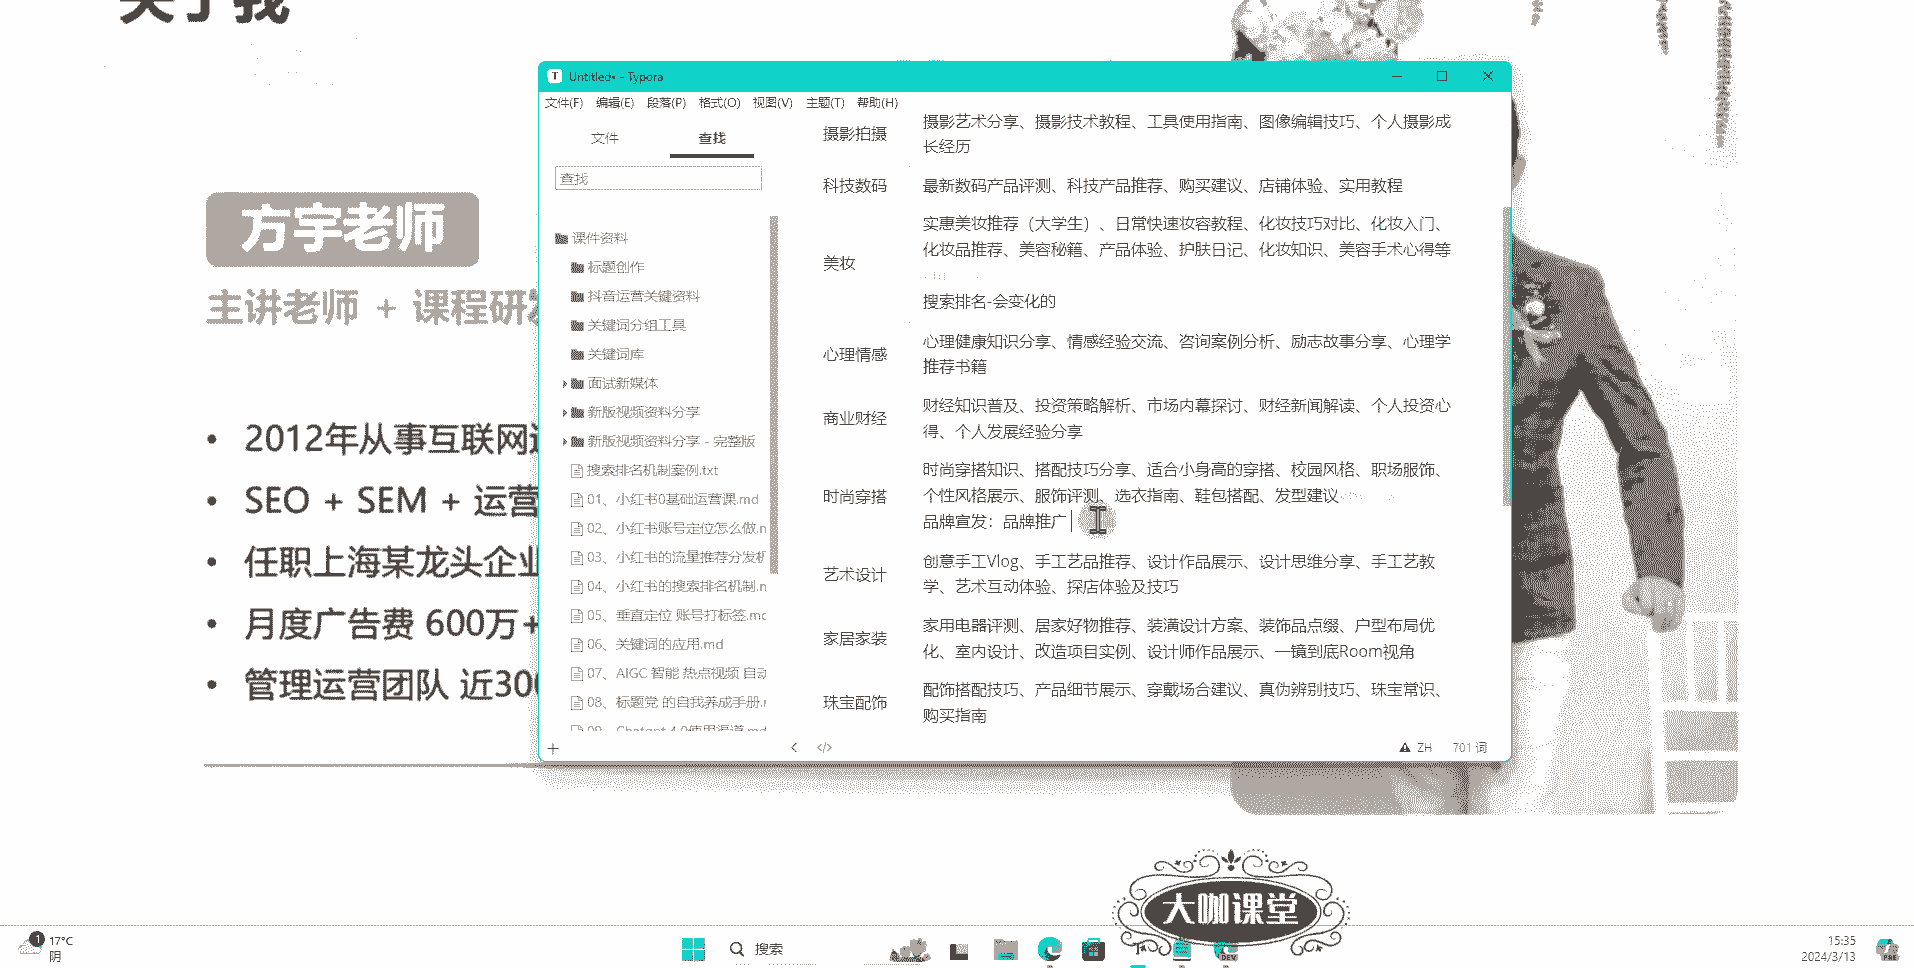 关于我
方宇老师
主讲老师 + 课程研
2012年从事互联网
SEO + SEM + 运营
任职上海某龙头企业
月度广告费 600万+
管理运营团队 近30
Untitled• - Typora
文件(F) 编辑(E) 段落(P) 格式(O) 视图(V) 主题(T) 帮助(H)
文件 查找
查找
课件资料
标题创作
抖音运营关键资料
关键词分组工具
关键词库
面试新媒体
新版视频资料分享
新版视频资料分享 - 完整版
搜索排名机制案例.txt
01、小红书0基础运营课.md
02、小红书账号定位怎么做.n
03、小红书的流量推荐分发机
04、小红书的搜索排名机制.n
05、垂直定位 账号打标签.mc
06、关键词的应用.md
07、AIGC 智能 热点视频 自动
08、标题党 的自我养成手册.r
09、Chatgpt 4.0使用渠道.md
摄影拍摄
摄影艺术分享、摄影技术教程、工具使用指南、图像编辑技巧、个人摄影成
长经历
科技数码
最新数码产品评测、科技产品推荐、购买建议、店铺体验、实用教程
美妆
实惠美妆推荐（大学生）、日常快速妆容教程、化妆技巧对比、化妆入门、
化妆品推荐、美容秘籍、产品体验、护肤日记、化妆知识、美容手术心得等
搜索排名-会变化的
心理情感
心理健康知识分享、情感经验交流、咨询案例分析、励志故事分享、心理学
推荐书籍
商业财经
财经知识普及、投资策略解析、市场内幕探讨、财经新闻解读、个人投资心
得、个人发展经验分享
时尚穿搭
时尚穿搭知识、搭配技巧分享、适合小身高的穿搭、校园风格、职场服饰、
个性风格展示、服饰评测、选衣指南、鞋包搭配、发型建议
品牌宣发：品牌推广
艺术设计
创意手工Vlog、手工艺品推荐、设计作品展示、设计思维分享、手工艺教
学、艺术互动体验、探店体验及技巧
家居家装
家用电器评测、居家好物推荐、装潢设计方案、装饰品点缀、户型布局优
化、室内设计、改造项目实例、设计师作品展示、一镜到底Room视角
珠宝配饰
配饰搭配技巧、产品细节展示、穿戴场合建议、真伪辨别技巧、珠宝常识、
购买指南
ZH 701 词
大咖课堂
1
17°C
阴
搜索
DEV
15:35
2024/3/13
PRE